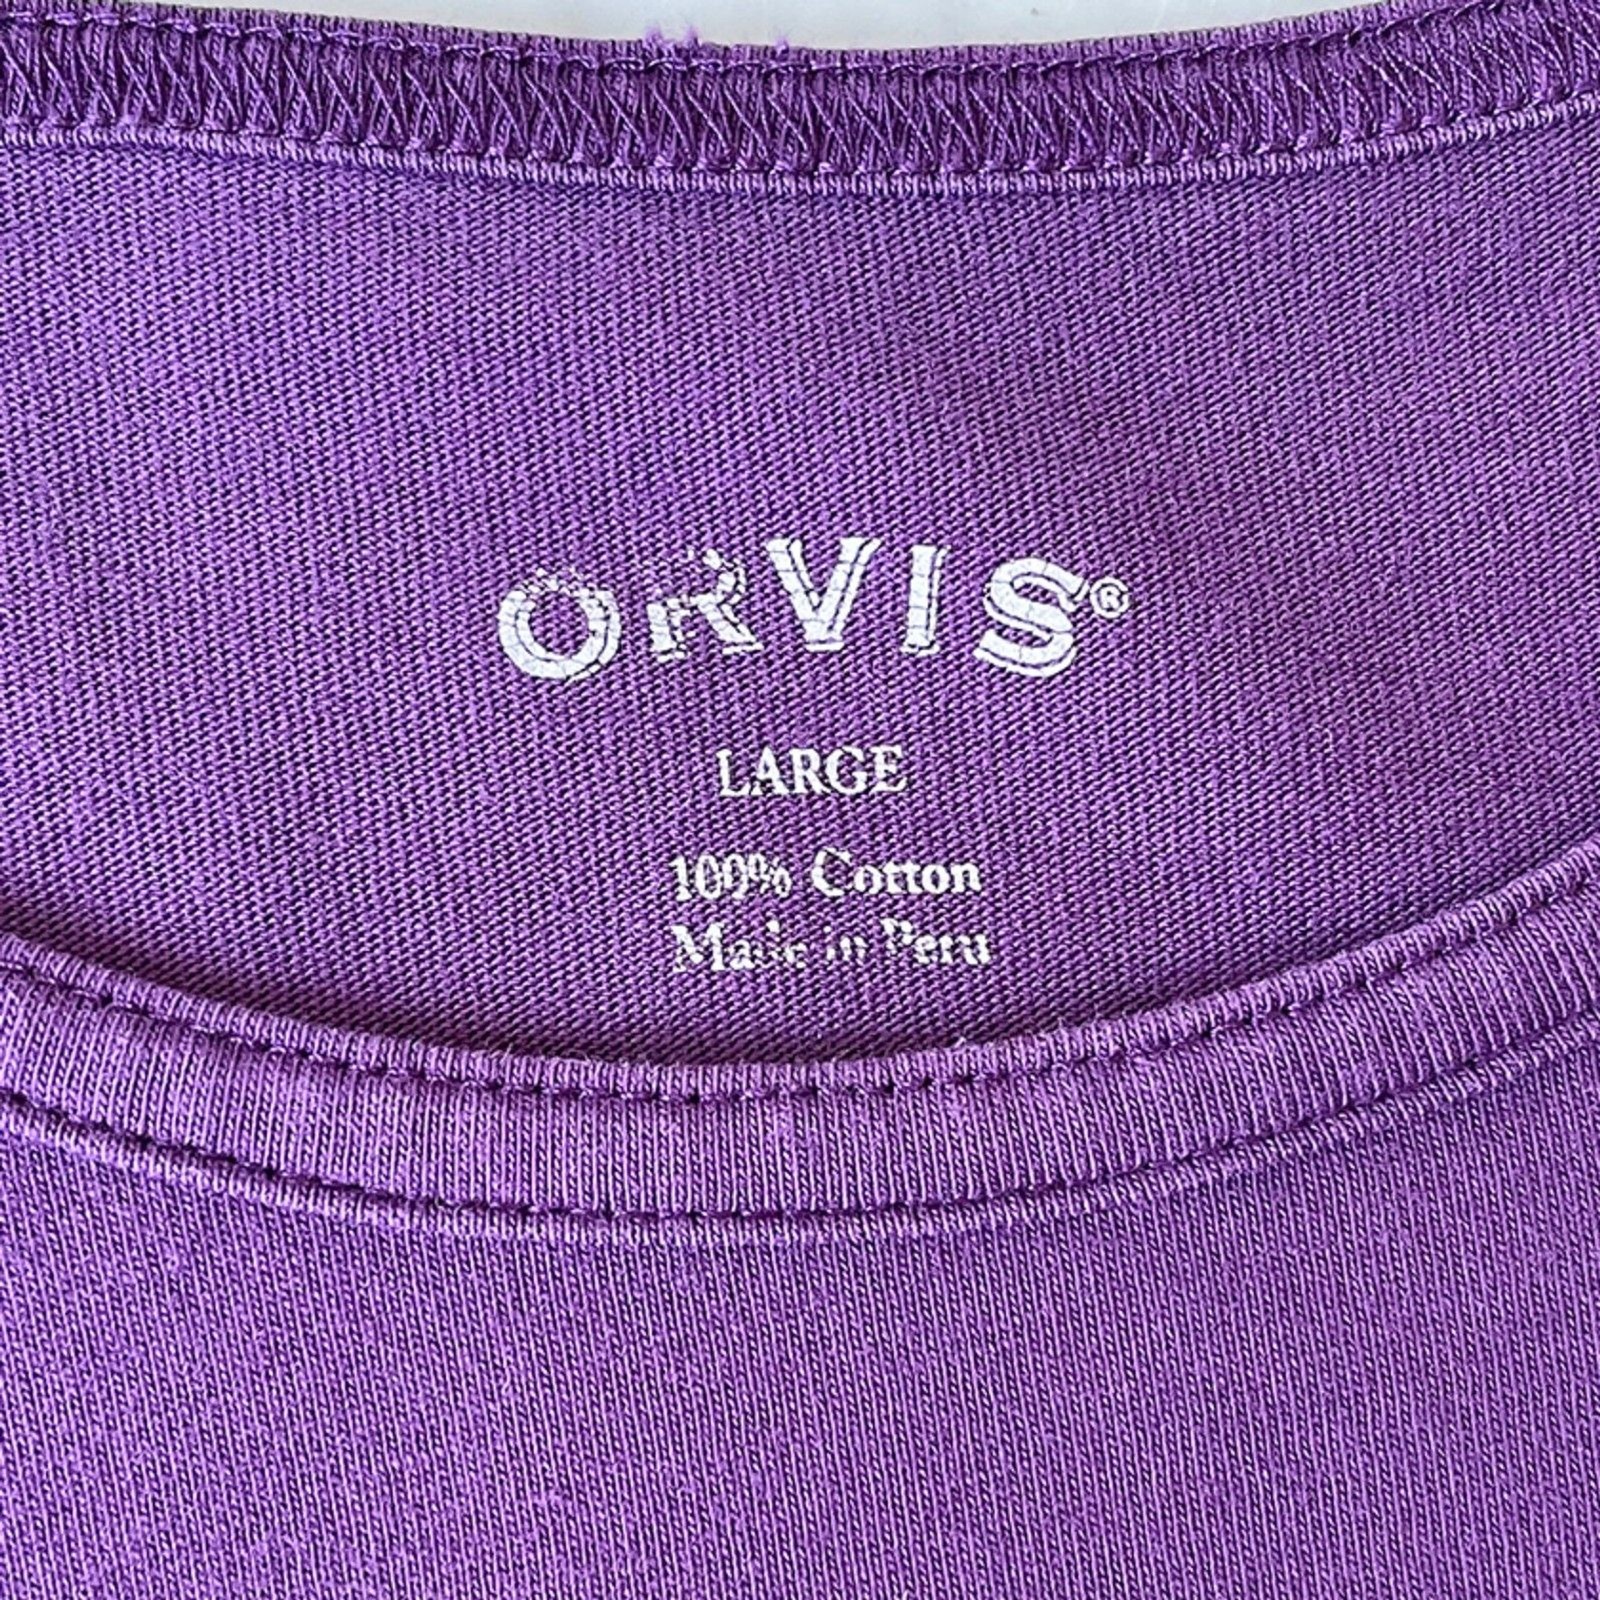 ORVIS®
LARGE
100% Cotton
Made in Peru